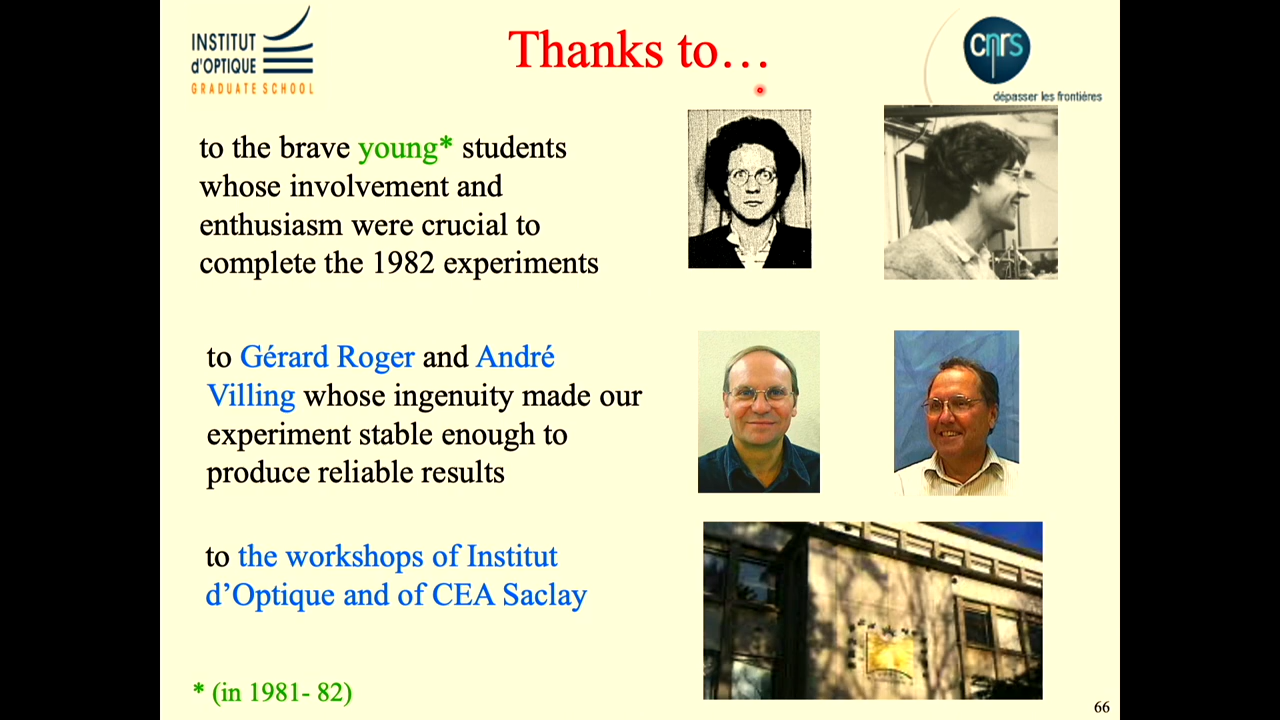 INSTITUT
d'OPTIQUE
GRADUATE SCHOOL
Thanks to…
cnrs
dépasser les frontières
to the brave young* students
whose involvement and
enthusiasm were crucial to
complete the 1982 experiments
to Gérard Roger and André
Villing whose ingenuity made our
experiment stable enough to
produce reliable results
to the workshops of Institut
d’Optique and of CEA Saclay
* (in 1981- 82)
66